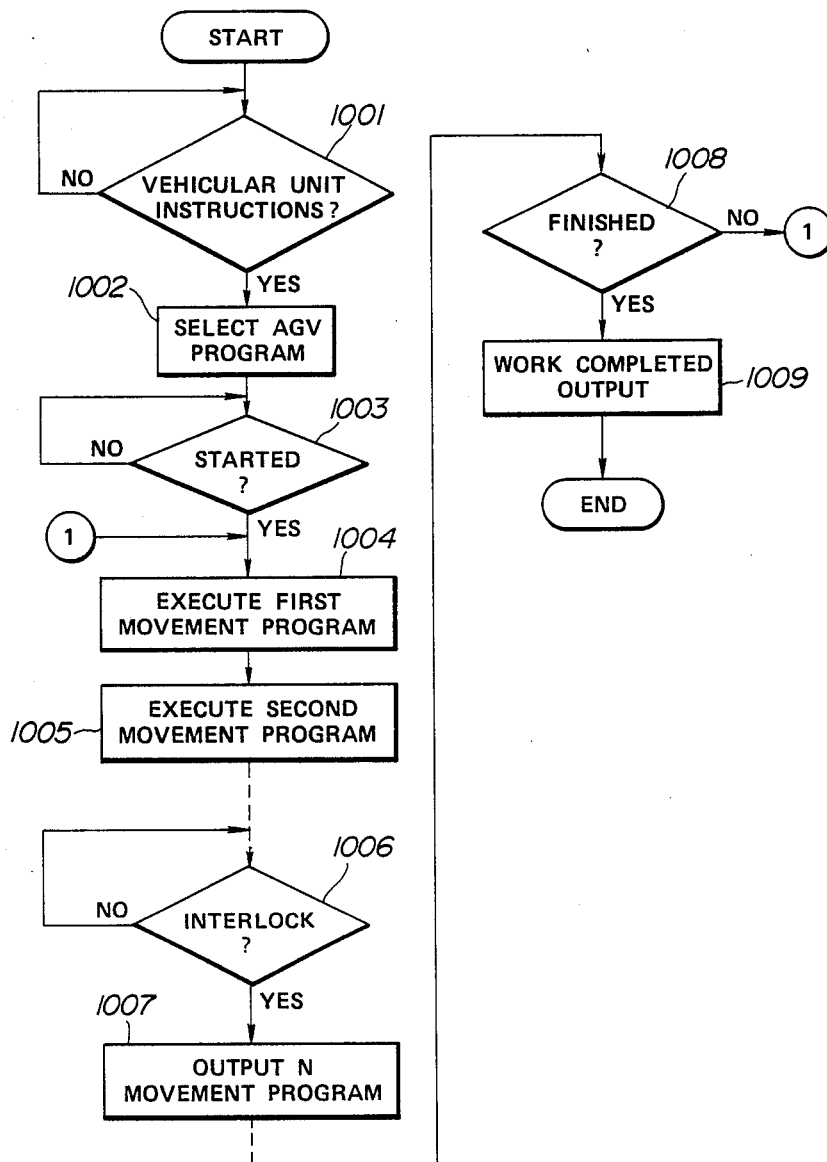 START
1001
VEHICULAR UNIT
INSTRUCTIONS?
NO
YES
1002
SELECT AGV
PROGRAM
1003
STARTED
?
NO
YES
1
1004
EXECUTE FIRST
MOVEMENT PROGRAM
1005
EXECUTE SECOND
MOVEMENT PROGRAM
1006
INTERLOCK
?
NO
YES
1007
OUTPUT N
MOVEMENT PROGRAM
1008
FINISHED
?
NO
1
YES
WORK COMPLETED
OUTPUT
1009
END